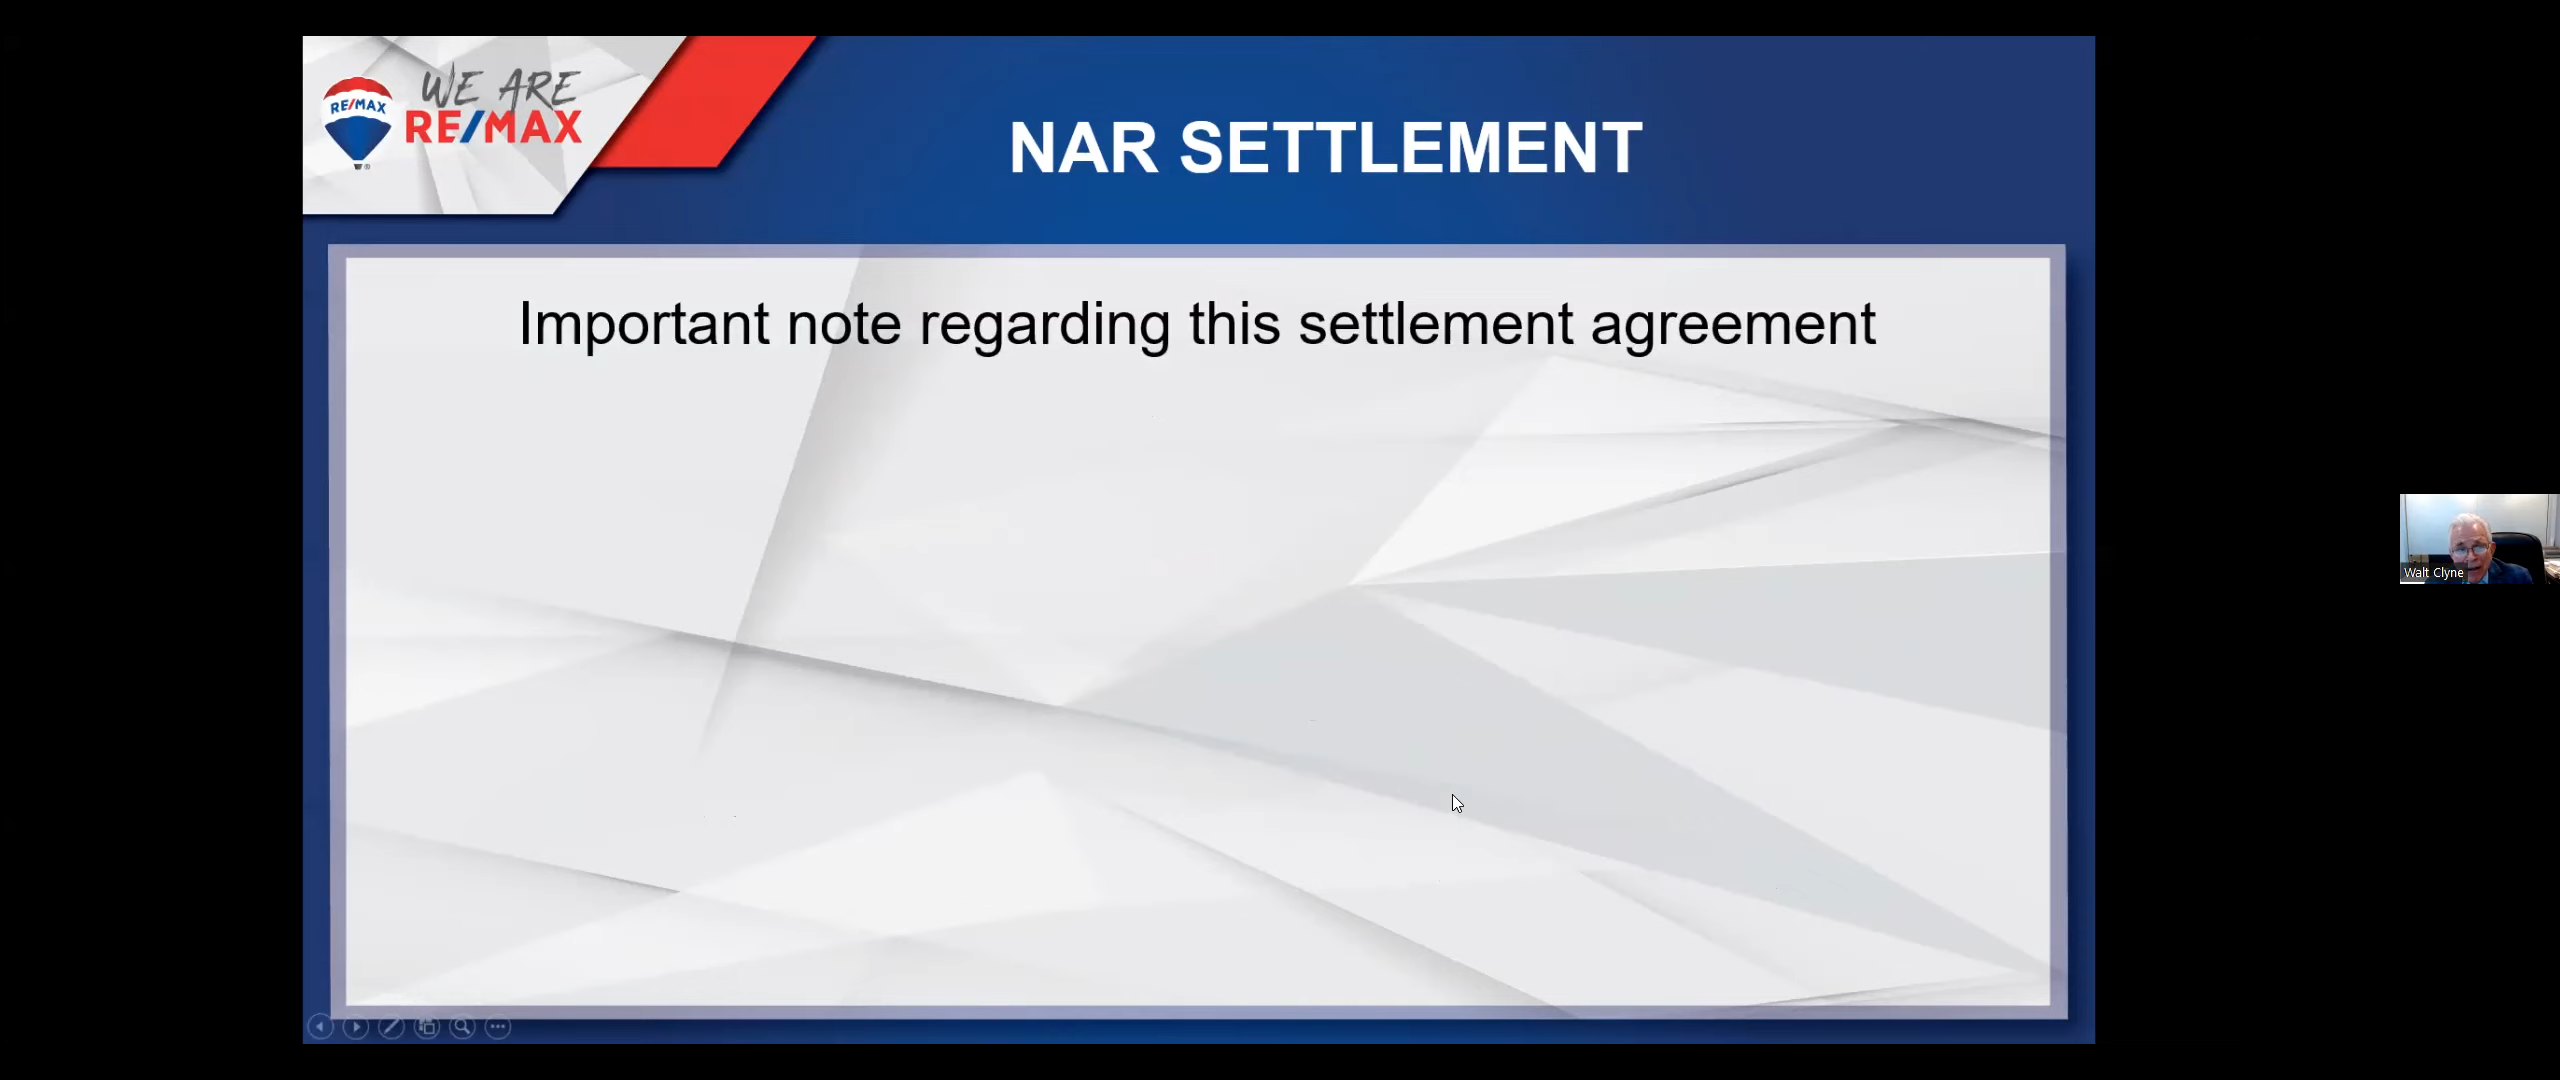 WE ARE
RE/MAX
RE/MAX
NAR SETTLEMENT
Important note regarding this settlement agreement
Walt Clyne